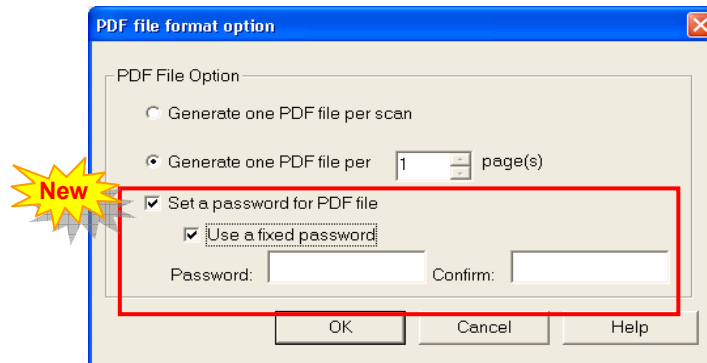 PDF file format option
PDF File Option
Generate one PDF file per scan
Generate one PDF file per 1 page(s)
New
Set a password for PDF file
Use a fixed password
Password: Confirm:
OK Cancel Help